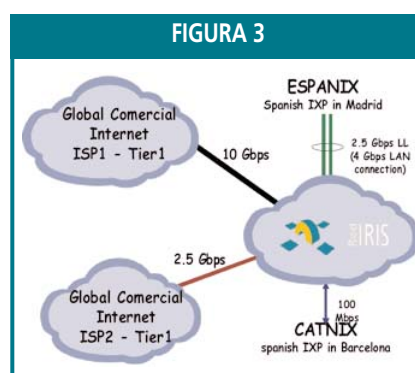 FIGURA 3
ESPANIX
Spanish IXP in Madrid
Global Comercial
Internet
ISP1 - Tier1
2.5 Gbps LL
(4 Gbps LAN
connection)
10 Gbps
Red
IRIS
2.5 Gbps
Global Comercial
Internet
ISP2 - Tier1
100
Mbps
CATNIX
spanish IXP in Barcelona